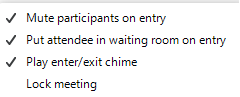 Mute participants on entry
Put attendee in waiting room on entry
Play enter/exit chime
Lock meeting